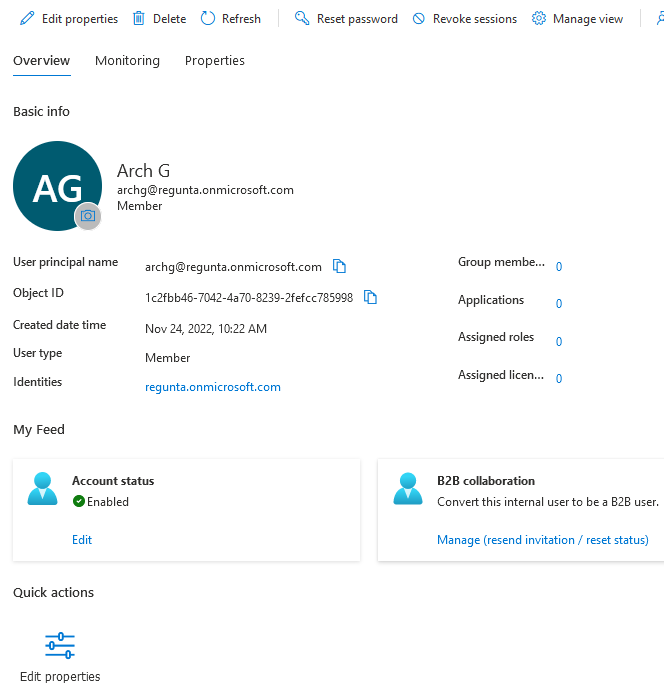 Edit properties Delete Refresh Reset password Revoke sessions Manage view
Overview Monitoring Properties
Basic info
AG
Arch G
archg@regunta.onmicrosoft.com
Member
User principal name archg@regunta.onmicrosoft.com Group membe... 0
Object ID 1c2fbb46-7042-4a70-8239-2fefcc785998 Applications 0
Created date time Nov 24, 2022, 10:22 AM Assigned roles 0
User type Member
Identities regunta.onmicrosoft.com Assigned licen... 0
My Feed
Account status
Enabled
Edit
B2B collaboration
Convert this internal user to be a B2B user.
Manage (resend invitation / reset status)
Quick actions
Edit properties